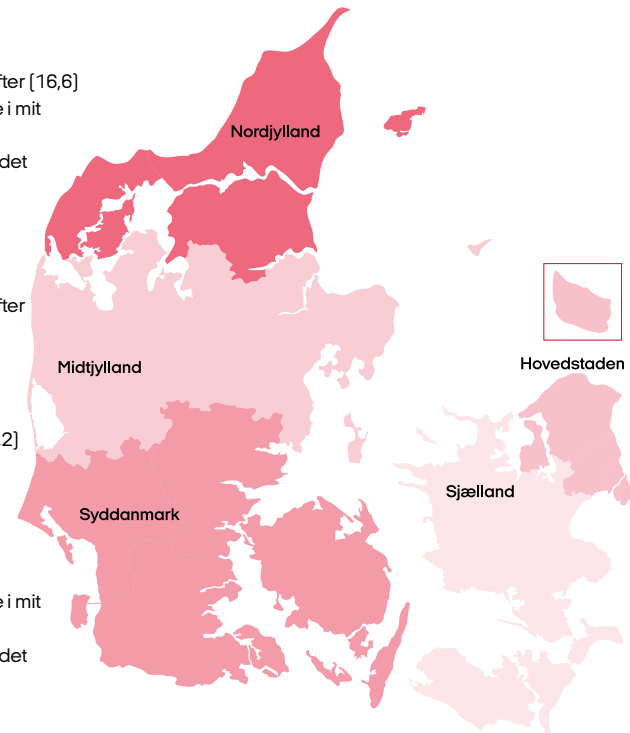 fter (16,6)
e i mit
Nordjylland
det
fter
Hovedstaden
Midtjylland
,2)
Sjælland
Syddanmark
e i mit
det